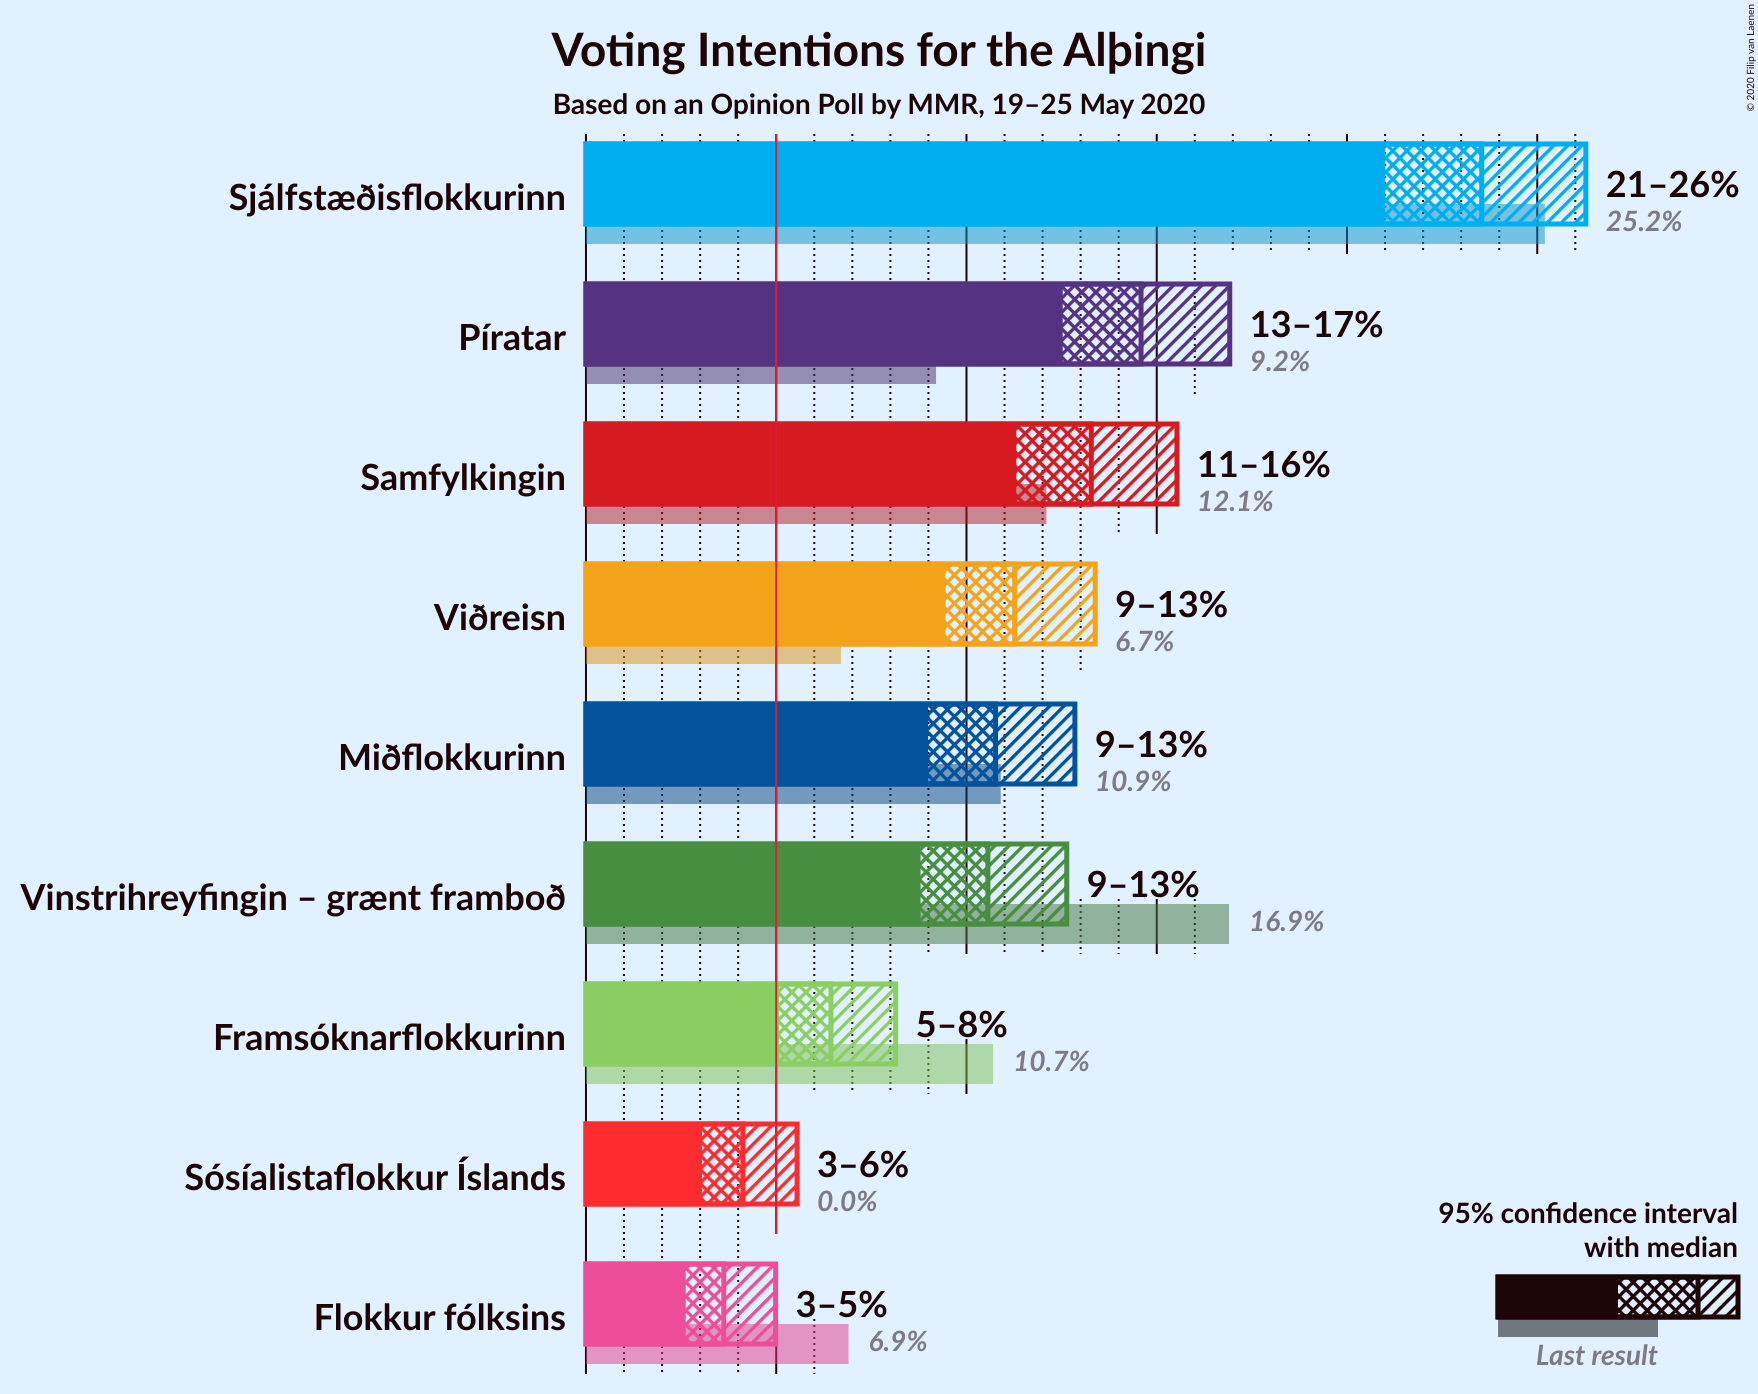 Voting Intentions for the Alþingi
Based on an Opinion Poll by MMR, 19–25 May 2020
© 2020 Filip van Laenen
Sjálfstæðisflokkurinn
21–26%
25.2%
Píratar
13–17%
9.2%
Samfylkingin
11–16%
12.1%
Viðreisn
9–13%
6.7%
Miðflokkurinn
9–13%
10.9%
Vinstrihreyfingin – grænt framboð
9–13%
16.9%
Framsóknarflokkurinn
5–8%
10.7%
Sósíalistaflokkur Íslands
3–6%
0.0%
Flokkur fólksins
3–5%
6.9%
95% confidence interval
with median
Last result